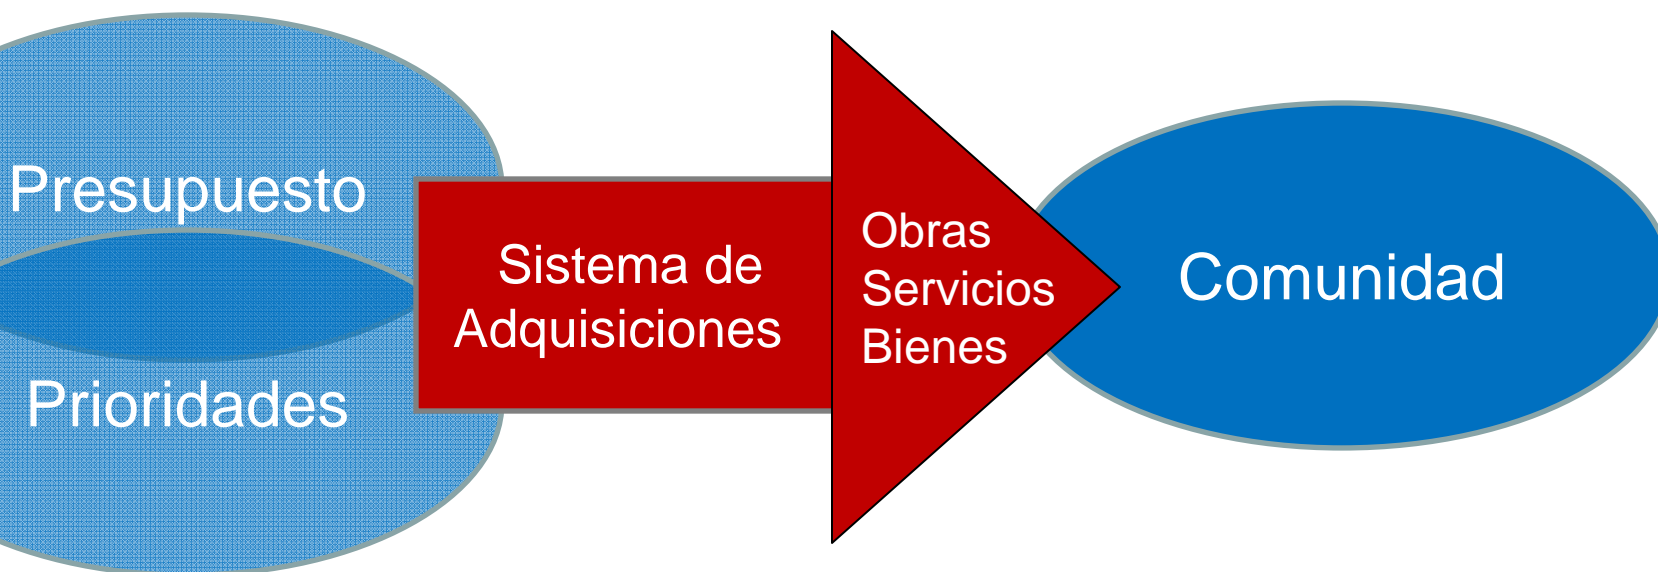 Presupuesto
Prioridades
Sistema de
Adquisiciones
Obras
Servicios
Bienes
Comunidad